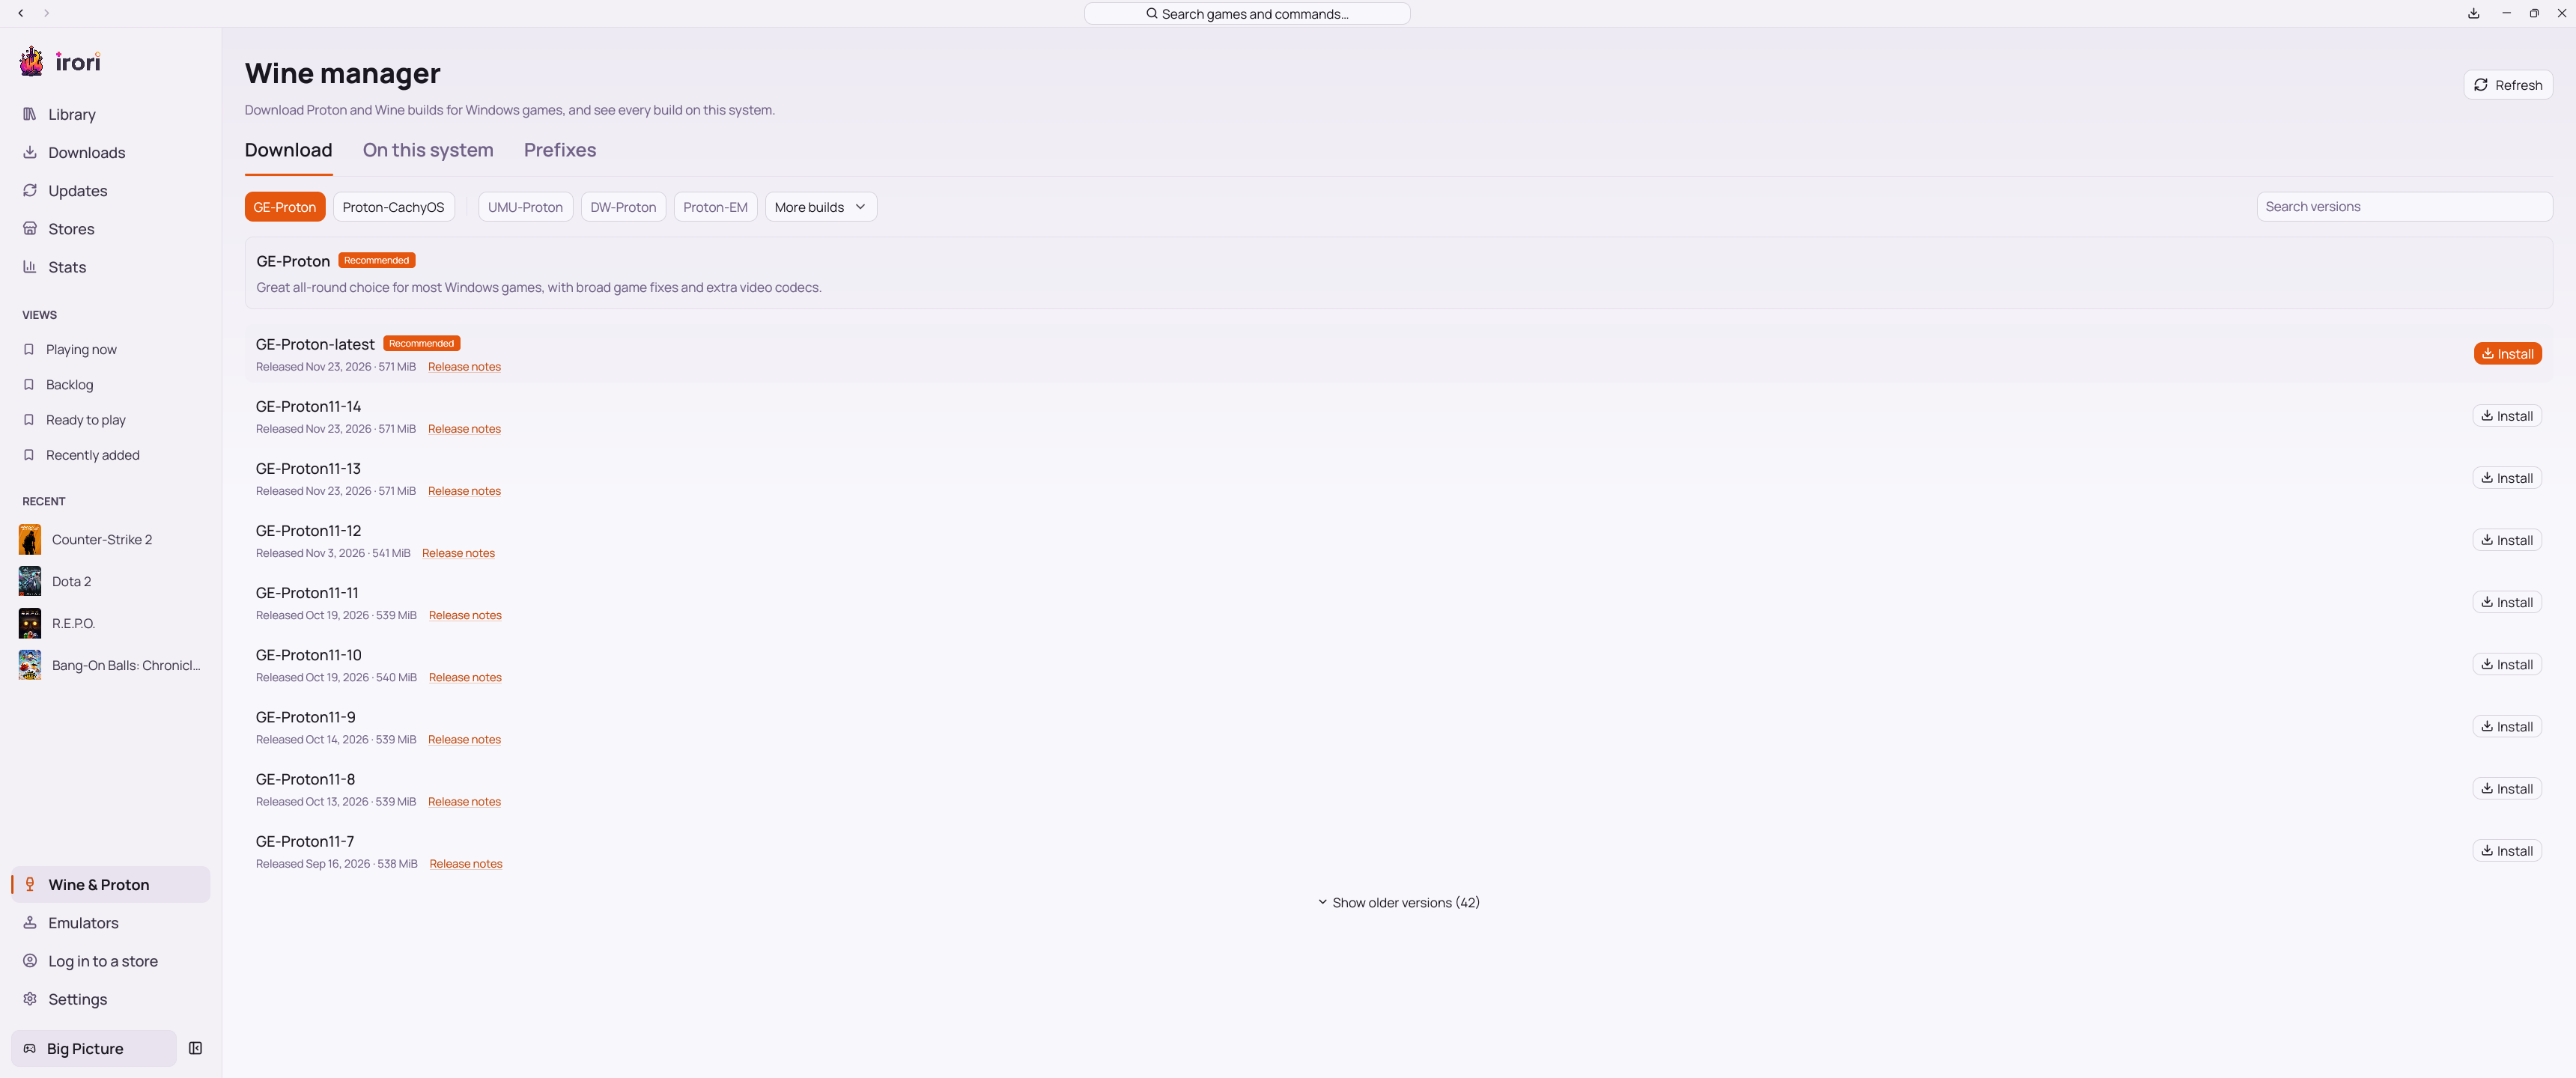 Search games and commands...
irori
Library
Downloads
Updates
Stores
Stats
VIEWS
Playing now
Backlog
Ready to play
Recently added
RECENT
Counter-Strike 2
Dota 2
R.E.P.O.
Bang-On Balls: Chronicl...
Wine & Proton
Emulators
Log in to a store
Settings
Big Picture
Wine manager
Download Proton and Wine builds for Windows games, and see every build on this system.
Refresh
Download On this system Prefixes
GE-Proton Proton-CachyOS UMU-Proton DW-Proton Proton-EM More builds Search versions
GE-Proton Recommended
Great all-round choice for most Windows games, with broad game fixes and extra video codecs.
GE-Proton-latest Recommended
Released Nov 23, 2026 · 571 MiB Release notes
Install
GE-Proton11-14
Released Nov 23, 2026 · 571 MiB Release notes
Install
GE-Proton11-13
Released Nov 23, 2026 · 571 MiB Release notes
Install
GE-Proton11-12
Released Nov 3, 2026 · 541 MiB Release notes
Install
GE-Proton11-11
Released Oct 19, 2026 · 539 MiB Release notes
Install
GE-Proton11-10
Released Oct 19, 2026 · 540 MiB Release notes
Install
GE-Proton11-9
Released Oct 14, 2026 · 539 MiB Release notes
Install
GE-Proton11-8
Released Oct 13, 2026 · 539 MiB Release notes
Install
GE-Proton11-7
Released Sep 16, 2026 · 538 MiB Release notes
Install
Show older versions (42)